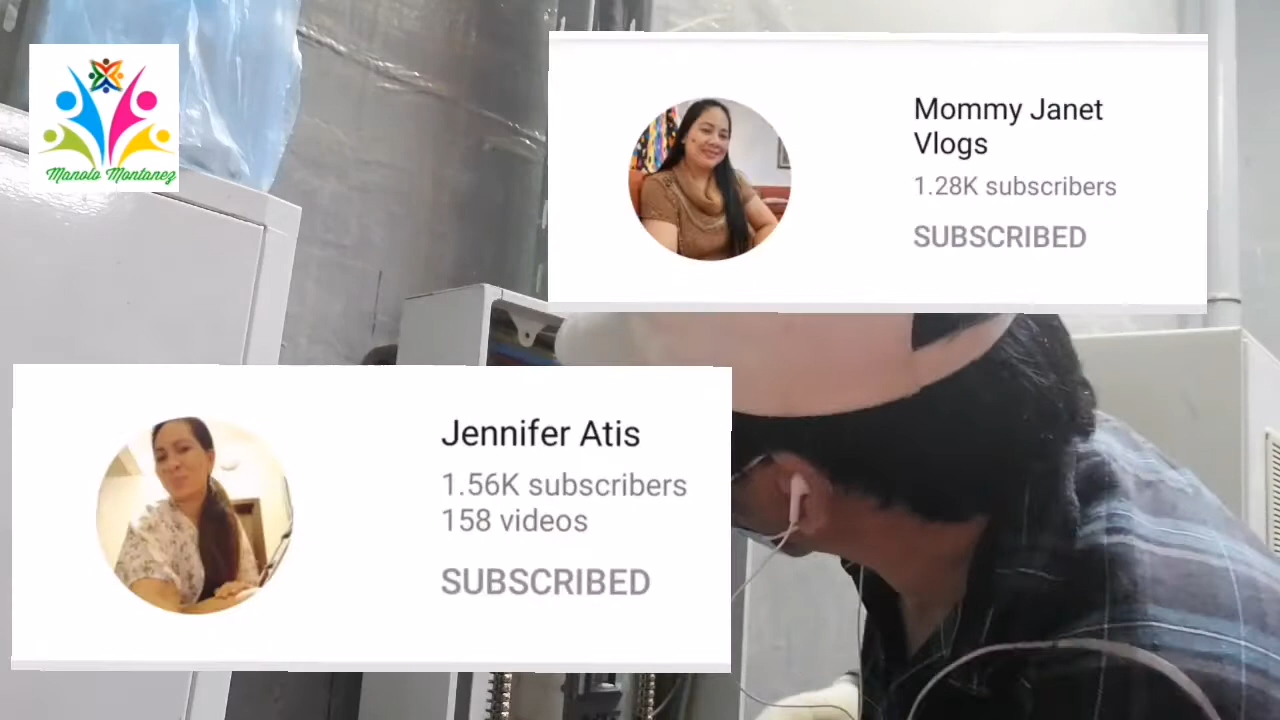 Manolo Montanez
Mommy Janet
Vlogs
1.28K subscribers
SUBSCRIBED
Jennifer Atis
1.56K subscribers
158 videos
SUBSCRIBED